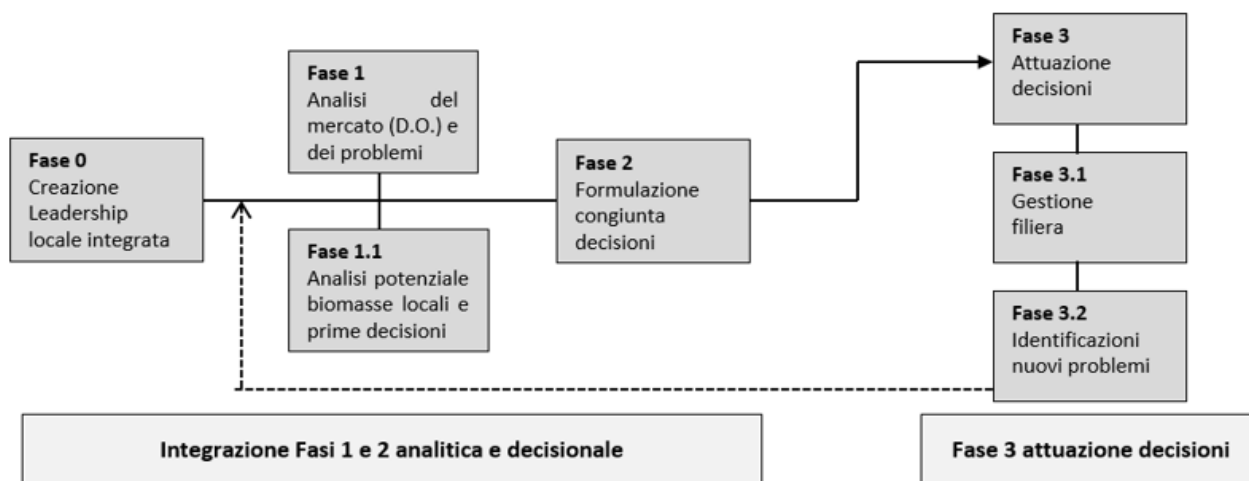 Fase 0
Creazione
Leadership
locale integrata
Fase 1
Analisi del
mercato (D.O.) e
dei problemi
Fase 1.1
Analisi potenziale
biomasse locali e
prime decisioni
Fase 2
Formulazione
congiunta
decisioni
Fase 3
Attuazione
decisioni
Fase 3.1
Gestione
filiera
Fase 3.2
Identificazioni
nuovi problemi
Integrazione Fasi 1 e 2 analitica e decisionale
Fase 3 attuazione decisioni